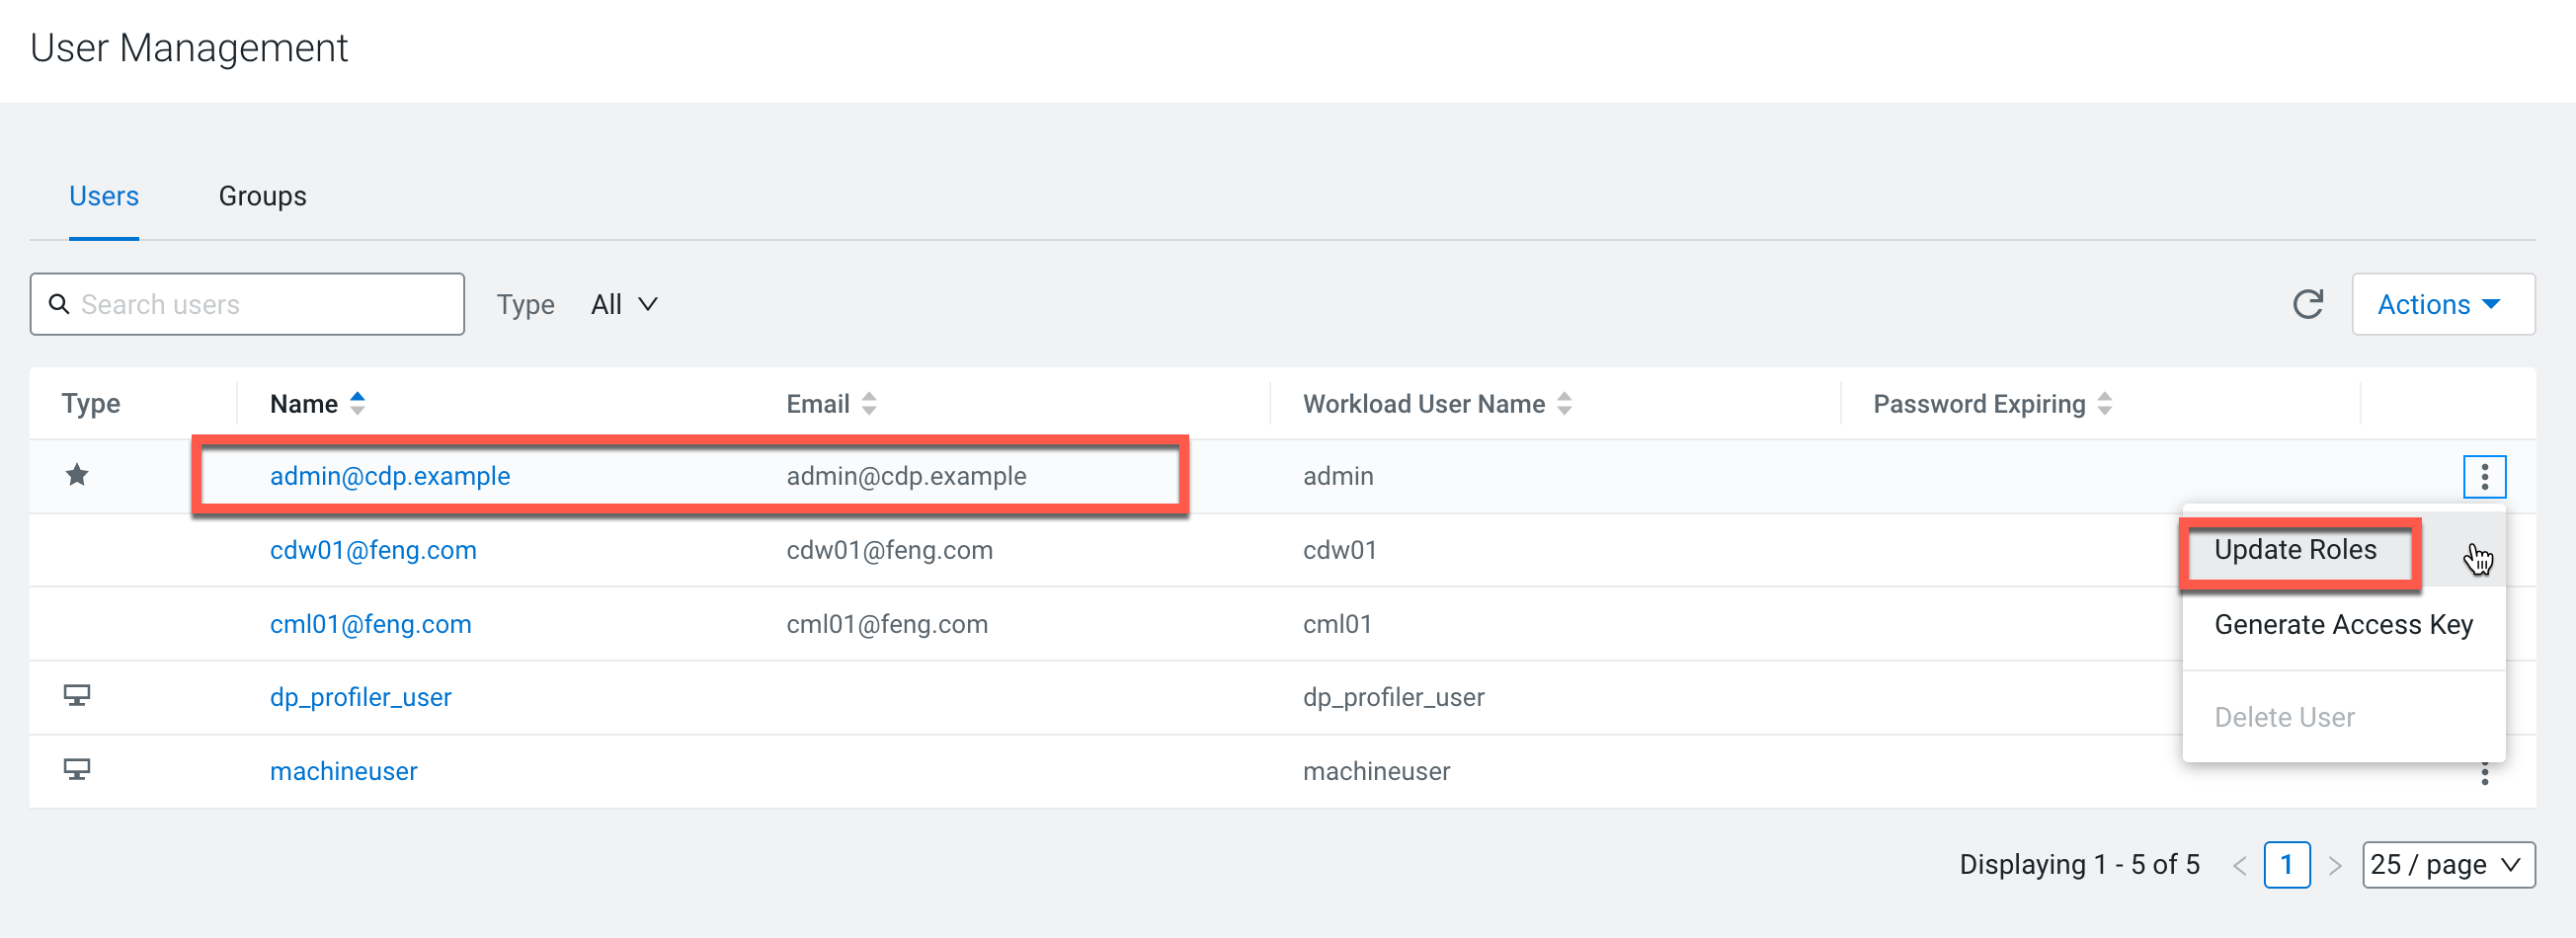 User Management
Users Groups
Search users Type All Actions
Type Name Email Workload User Name Password Expiring
admin@cdp.example admin@cdp.example admin
cdw01@feng.com cdw01@feng.com cdw01 Update Roles
cml01@feng.com cml01@feng.com cml01 Generate Access Key
dp_profiler_user dp_profiler_user Delete User
machineuser machineuser
Displaying 1 - 5 of 5 < 1 > 25 / page